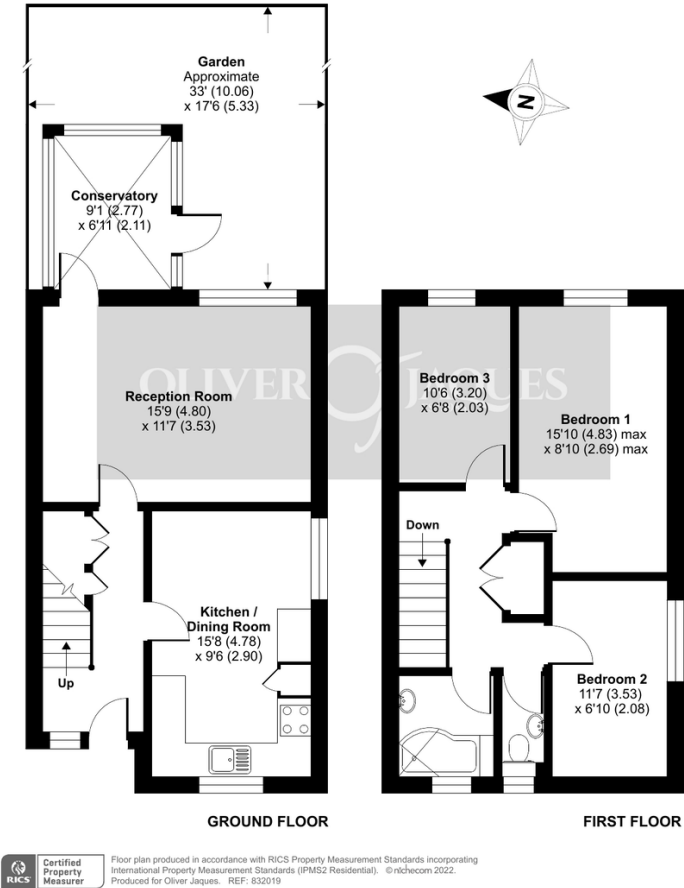 Garden
Approximate
33' (10.06)
x 17'6 (5.33)
N
Conservatory
9'1 (2.77)
x 6'11 (2.11)
OLIVER JAQUES
Reception Room
15'9 (4.80)
x 11'7 (3.53)
Kitchen /
Dining Room
15'8 (4.78)
x 9'6 (2.90)
Up
GROUND FLOOR
Bedroom 3
10'6 (3.20)
x 6'8 (2.03)
Bedroom 1
15'10 (4.83) max
x 8'10 (2.69) max
Down
Bedroom 2
11'7 (3.53)
x 6'10 (2.08)
FIRST FLOOR
RICS
Certified
Property
Measurer
Floor plan produced in accordance with RICS Property Measurement Standards incorporating
International Property Measurement Standards (IPMS2 Residential). © nichecom 2022.
Produced for Oliver Jaques. REF: 832019